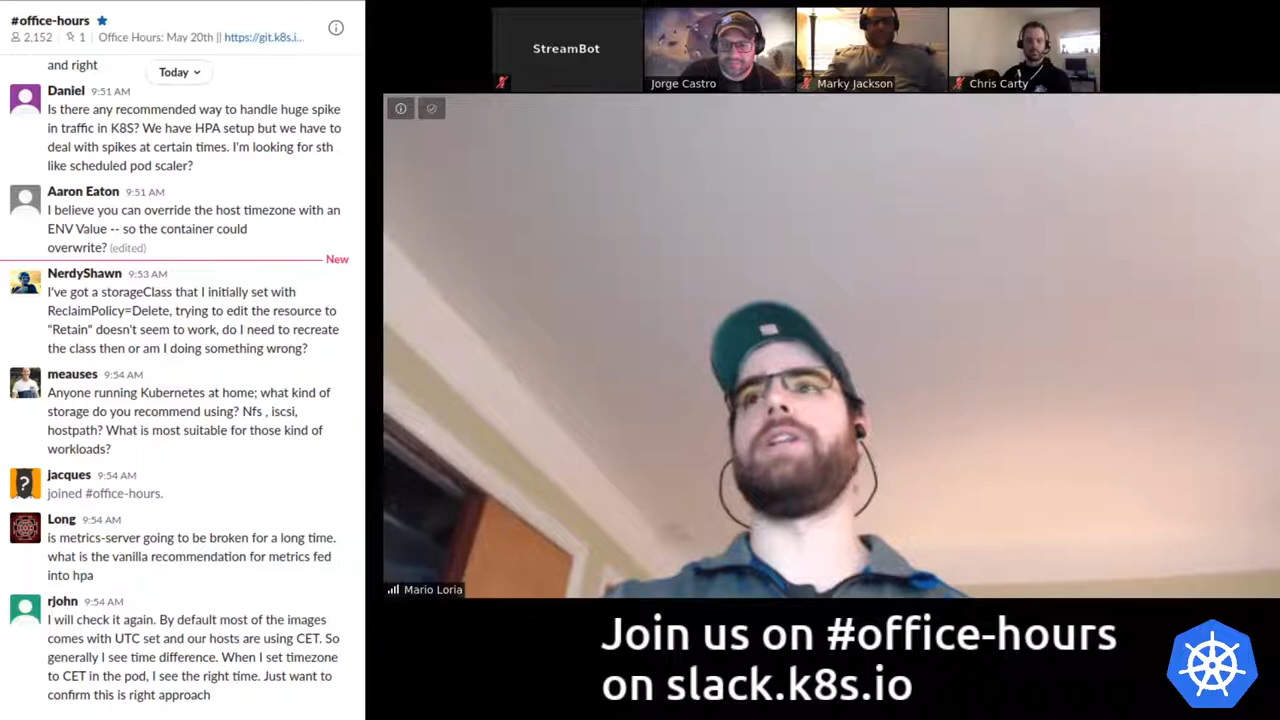 #office-hours
2,152
1
Office Hours: May 20th || https://git.k8s.i...
and right
Today
Daniel 9:51 AM
Is there any recommended way to handle huge spike
in traffic in K8S? We have HPA setup but we have to
deal with spikes at certain times. I'm looking for sth
like scheduled pod scaler?
Aaron Eaton 9:51 AM
I believe you can override the host timezone with an
ENV Value -- so the container could
overwrite? (edited)
New
NerdyShawn 9:53 AM
I've got a storageClass that I initially set with
ReclaimPolicy=Delete, trying to edit the resource to
"Retain" doesn't seem to work, do I need to recreate
the class then or am I doing something wrong?
meauses 9:54 AM
Anyone running Kubernetes at home; what kind of
storage do you recommend using? Nfs , iscsi,
hostpath? What is most suitable for those kind of
workloads?
jacques 9:54 AM
joined #office-hours.
Long 9:54 AM
is metrics-server going to be broken for a long time.
what is the vanilla recommendation for metrics fed
into hpa
rjohn 9:54 AM
I will check it again. By default most of the images
comes with UTC set and our hosts are using CET. So
generally I see time difference. When I set timezone
to CET in the pod, I see the right time. Just want to
confirm this is right approach
StreamBot
Jorge Castro
Marky Jackson
Chris Carty
Mario Loria
Join us on #office-hours
on slack.k8s.io